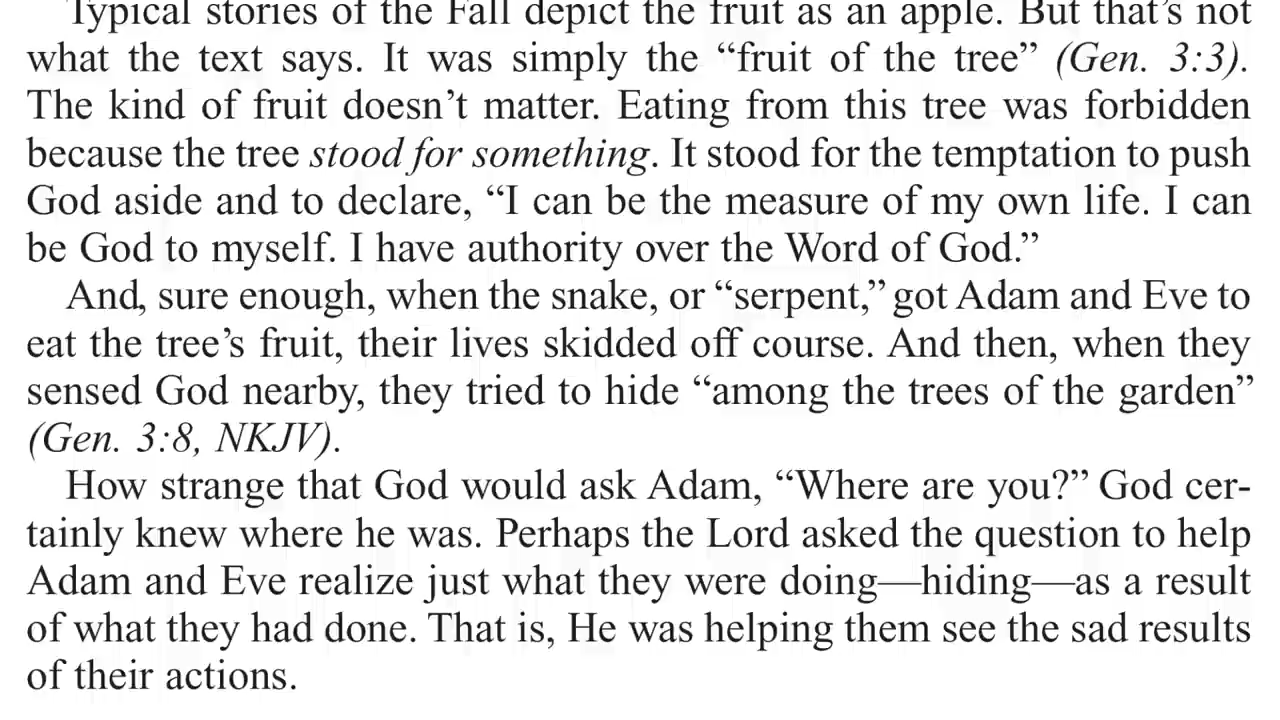 Typical stories of the Fall depict the fruit as an apple. But that’s not
what the text says. It was simply the “fruit of the tree” (Gen. 3:3).
The kind of fruit doesn’t matter. Eating from this tree was forbidden
because the tree stood for something. It stood for the temptation to push
God aside and to declare, “I can be the measure of my own life. I can
be God to myself. I have authority over the Word of God.”
And, sure enough, when the snake, or “serpent,” got Adam and Eve to
eat the tree’s fruit, their lives skidded off course. And then, when they
sensed God nearby, they tried to hide “among the trees of the garden”
(Gen. 3:8, NKJV).
How strange that God would ask Adam, “Where are you?” God cer-
tainly knew where he was. Perhaps the Lord asked the question to help
Adam and Eve realize just what they were doing—hiding—as a result
of what they had done. That is, He was helping them see the sad results
of their actions.